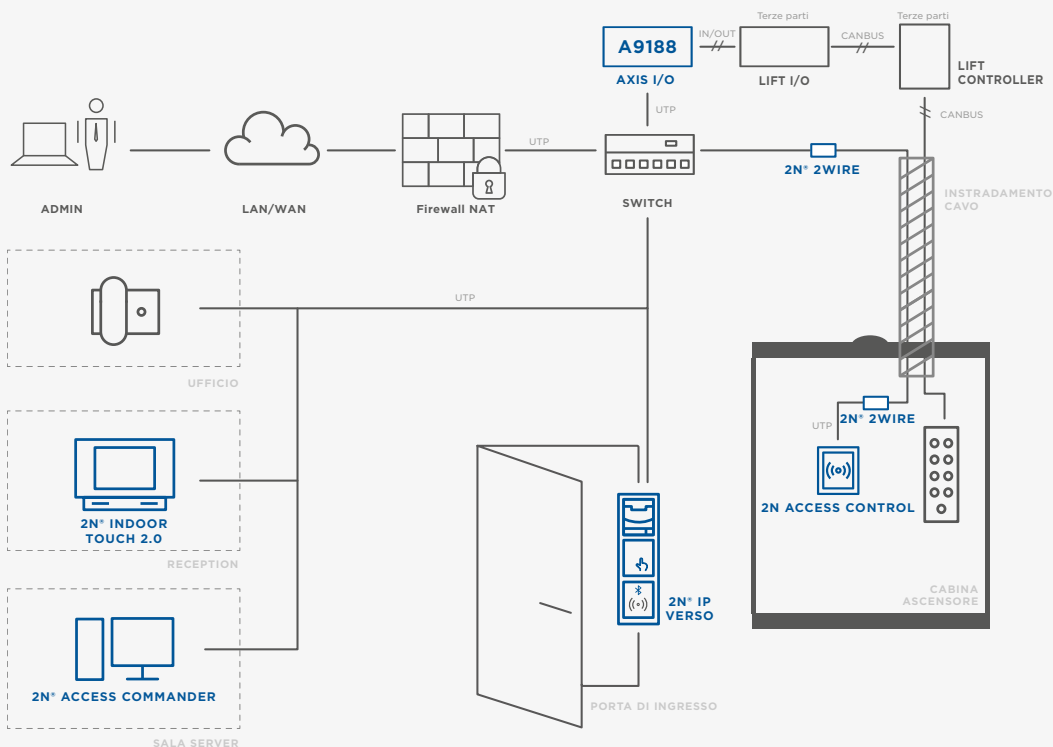 Terze parti
Terze parti
A9188
IN/OUT
CANBUS
AXIS I/O
LIFT I/O
LIFT
CONTROLLER
UTP
CANBUS
UTP
2N® 2WIRE
ADMIN
LAN/WAN
Firewall NAT
SWITCH
INSTRADAMENTO
CAVO
UTP
UFFICIO
2N® 2WIRE
UTP
2N® INDOOR
TOUCH 2.0
RECEPTION
2N ACCESS CONTROL
2N® IP
VERSO
CABINA
ASCENSORE
2N® ACCESS COMMANDER
PORTA DI INGRESSO
SALA SERVER